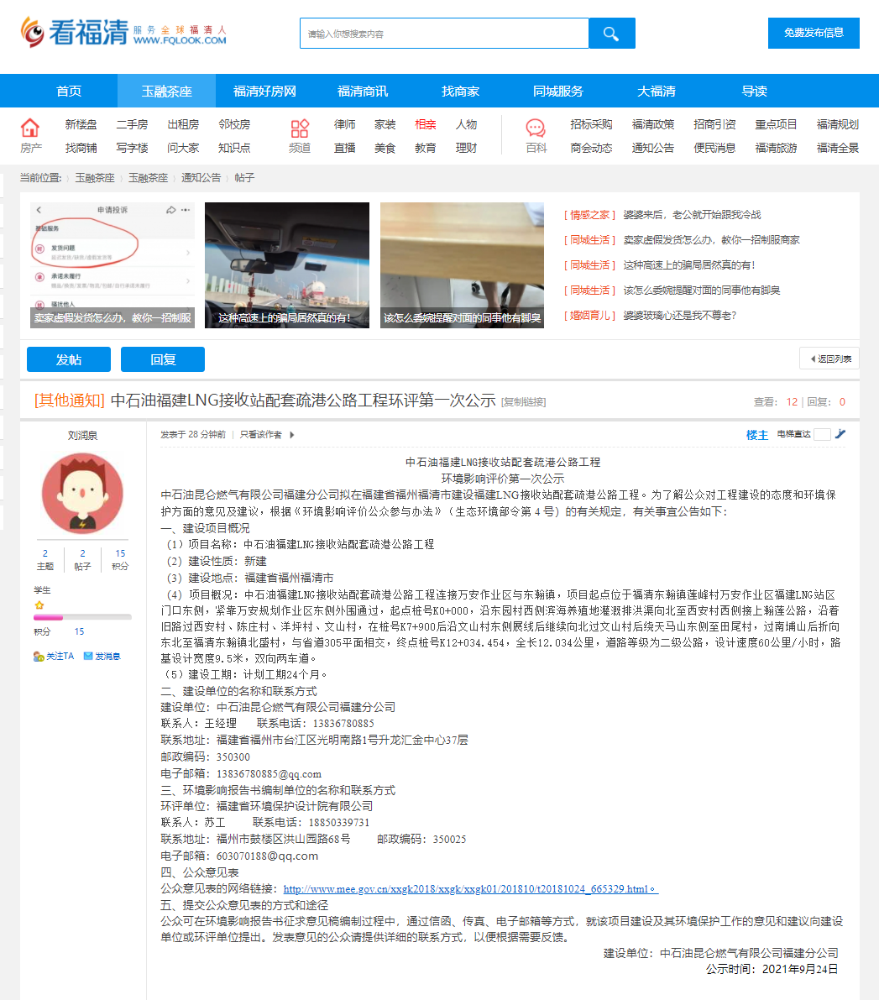 看福清
服务全球福清人
WWW.FQLOOK.COM
请输入你想搜索内容
免费发布信息
首页 玉融茶座 福清好房网 福清商讯 找商家 同城服务 大福清 导读
新楼盘 二手房 出租房 邻校房 律师 家装 相亲 人物 招标采购 福清政策 招商引资 重点项目 福清规划
房产 找商铺 写字楼 问大家 知识点 频道 直播 美食 教育 理财 百科 商会动态 通知公告 便民消息 福清旅游 福清全景
当前位置: 玉融茶座 玉融茶座 通知公告 帖子
申请投诉
基础服务
发货问题
延迟发货/缺货/虚假发货等
承诺未履行
福扰他人
卖家虚假发货怎么办，教你一招制服
这种高速上的骗局居然真的有!
该怎么委婉提醒对面的同事他有脚臭
[ 情感之家 ] 婆婆来后，老公就开始跟我冷战
[ 同城生活 ] 卖家虚假发货怎么办，教你一招制服商家
[ 同城生活 ] 这种高速上的骗局居然真的有!
[ 同城生活 ] 该怎么委婉提醒对面的同事他有脚臭
[ 婚姻育儿 ] 婆婆玻璃心还是我不尊老?
发帖 回复 返回列表
[其他通知] 中石油福建LNG接收站配套疏港公路工程环评第一次公示 [复制链接] 查看: 12 | 回复: 0
刘润泉
发表于 28 分钟前 | 只看该作者 楼主 电梯直达
2 2 15
主题 帖子 积分
学生
积分 15
关注TA 发消息
中石油福建LNG接收站配套疏港公路工程
环境影响评价第一次公示
中石油昆仑燃气有限公司福建分公司拟在福建省福州福清市建设福建LNG接收站配套疏港公路工程。为了解公众对工程建设的态度和环境保
护方面的意见及建议，根据《环境影响评价公众参与办法》（生态环境部令第 4 号）的有关规定，有关事宜公告如下：
一、建设项目概况
（1）项目名称：中石油福建LNG接收站配套疏港公路工程
（2）建设性质：新建
（3）建设地点：福建省福州福清市
（4）项目概况：中石油福建LNG接收站配套疏港公路工程连接万安作业区与东瀚镇，项目起点位于福清东瀚镇莲峰村万安作业区福建LNG站区
门口东侧，紧靠万安规划作业区东侧外围通过，起点桩号K0+000，沿东园村西侧滨海养殖地灌溉排洪渠向北至西安村西侧接上瀚莲公路，沿着
旧路过西安村、陈庄村、洋坪村、文山村，在桩号K7+900后沿文山村东侧展线后继续向北过文山村后绕天马山东侧至田尾村，过南埔山后折向
东北至福清东瀚镇北盛村，与省道305平面相交，终点桩号K12+034.454，全长12.034公里，道路等级为二级公路，设计速度60公里/小时，路
基设计宽度9.5米，双向两车道。
（5）建设工期：计划工期24个月。
二、建设单位的名称和联系方式
建设单位：中石油昆仑燃气有限公司福建分公司
联系人：王经理 联系电话：13836780885
联系地址：福建省福州市台江区光明南路1号升龙汇金中心37层
邮政编码：350300
电子邮箱：13836780885@qq.com
三、环境影响报告书编制单位的名称和联系方式
环评单位：福建省环境保护设计院有限公司
联系人：苏工 联系电话：18850339731
联系地址：福州市鼓楼区洪山园路68号 邮政编码：350025
电子邮箱：603070188@qq.com
四、公众意见表
公众意见表的网络链接：http://www.mee.gov.cn/xxgk2018/xxgk/xxgk01/201810/t20181024_665329.html。
五、提交公众意见表的方式和途径
公众可在环境影响报告书征求意见稿编制过程中，通过信函、传真、电子邮箱等方式，就该项目建设及其环境保护工作的意见和建议向建设
单位或环评单位提出。发表意见的公众请提供详细的联系方式，以便根据需要反馈。
建设单位：中石油昆仑燃气有限公司福建分公司
公示时间：2021年9月24日